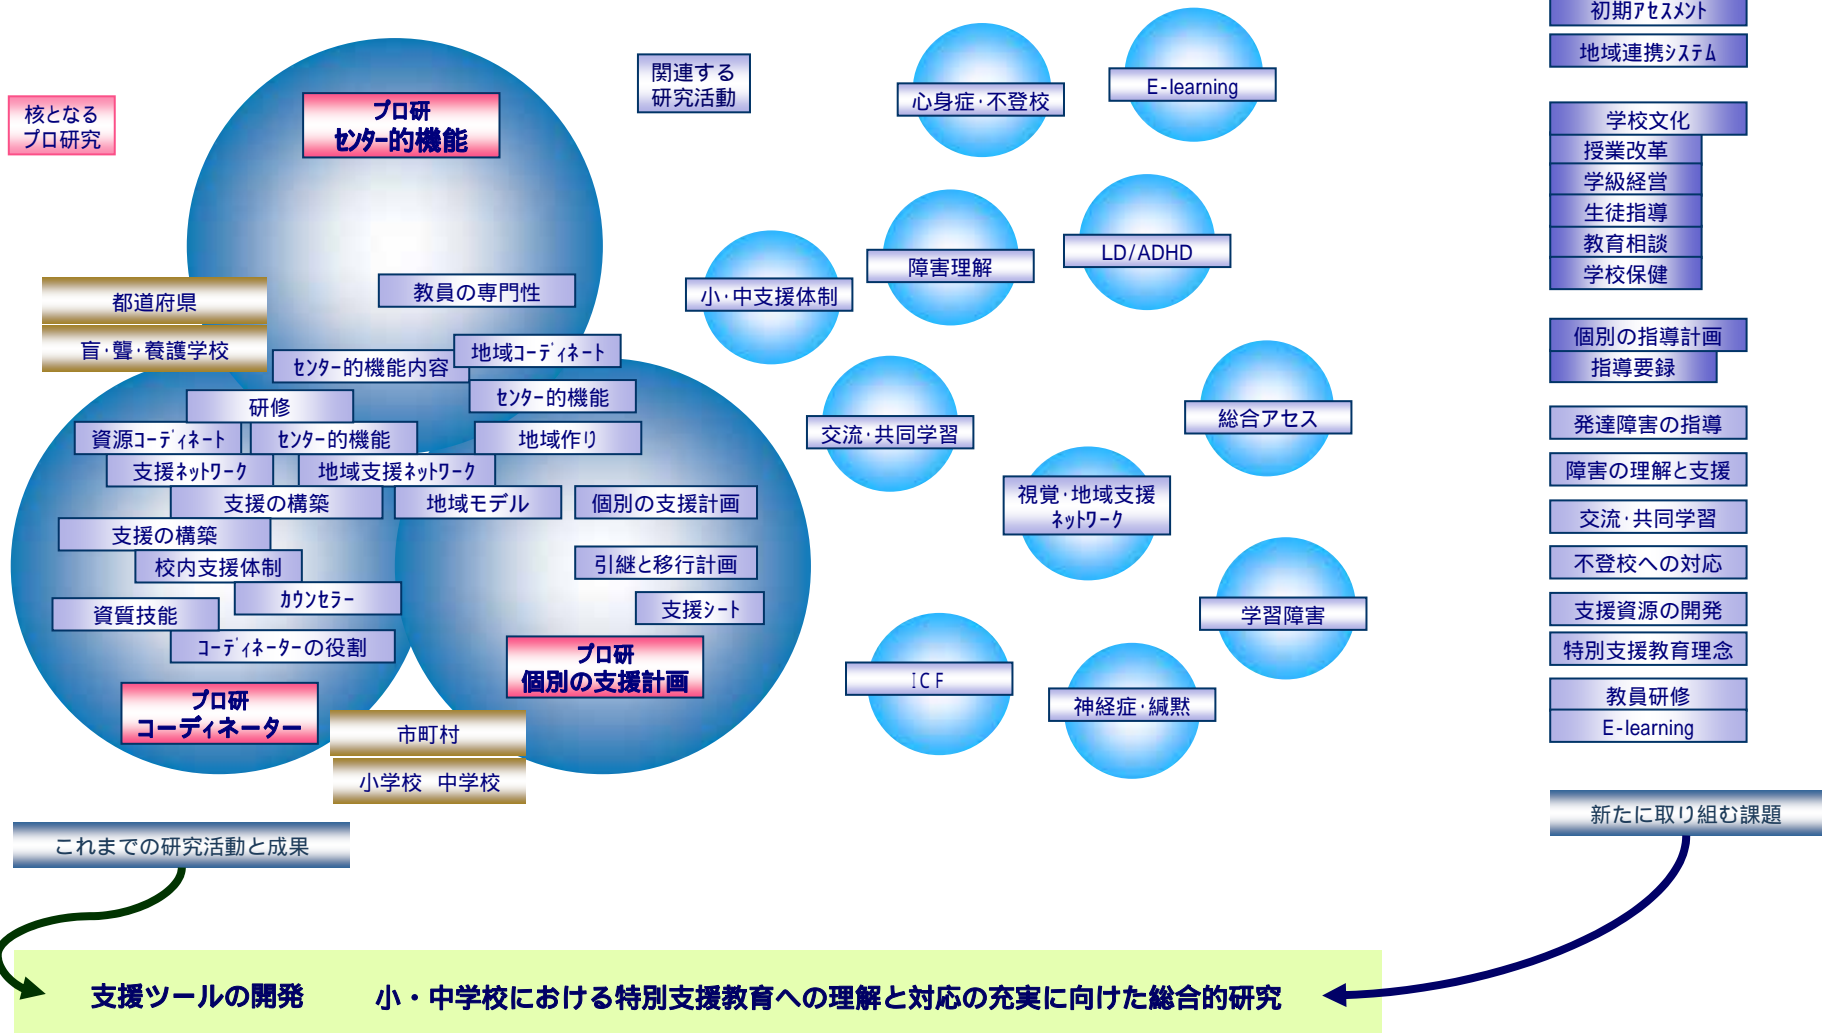 初期ｱｾｽﾒﾝﾄ
地域連携ｼｽﾃﾑ
関連する
研究活動
心身症･不登校
E-learning
核となる
プロ研究
プロ研
ｾﾝﾀｰ的機能
学校文化
授業改革
学級経営
生徒指導
教育相談
学校保健
障害理解
LD/ADHD
小･中支援体制
都道府県
盲･聾･養護学校
教員の専門性
地域ｺｰﾃﾞｨﾈｰﾄ
ｾﾝﾀｰ的機能内容
ｾﾝﾀｰ的機能
研修
資源ｺｰﾃﾞｨﾈｰﾄ
ｾﾝﾀｰ的機能
地域作り
支援ﾈｯﾄﾜｰｸ
地域支援ﾈｯﾄﾜｰｸ
支援の構築
地域モデル
個別の支援計画
支援の構築
校内支援体制
引継と移行計画
ｶｳﾝｾﾗｰ
資質技能
支援ｼｰﾄ
ｺｰﾃﾞｨﾈｰﾀｰの役割
プロ研
個別の支援計画
プロ研
コーディネーター
市町村
小学校 中学校
交流･共同学習
総合アセス
視覚･地域支援
ﾈｯﾄﾜｰｸ
学習障害
ICF
神経症･緘黙
個別の指導計画
指導要録
発達障害の指導
障害の理解と支援
交流･共同学習
不登校への対応
支援資源の開発
特別支援教育理念
教員研修
E-learning
新たに取り組む課題
これまでの研究活動と成果
支援ツールの開発 小・中学校における特別支援教育への理解と対応の充実に向けた総合的研究